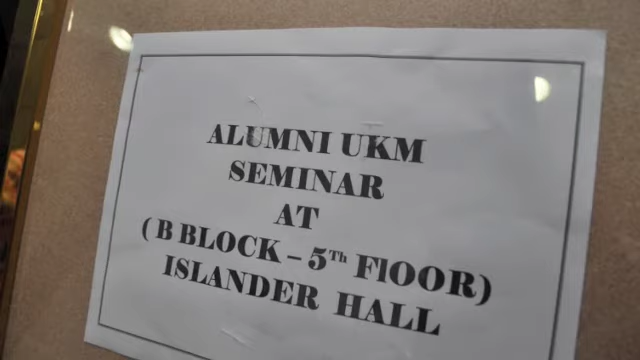 ALUMNI UKM
SEMINAR
AT
( B BLOCK – 5Th FlOOR)
ISLANDER HALL